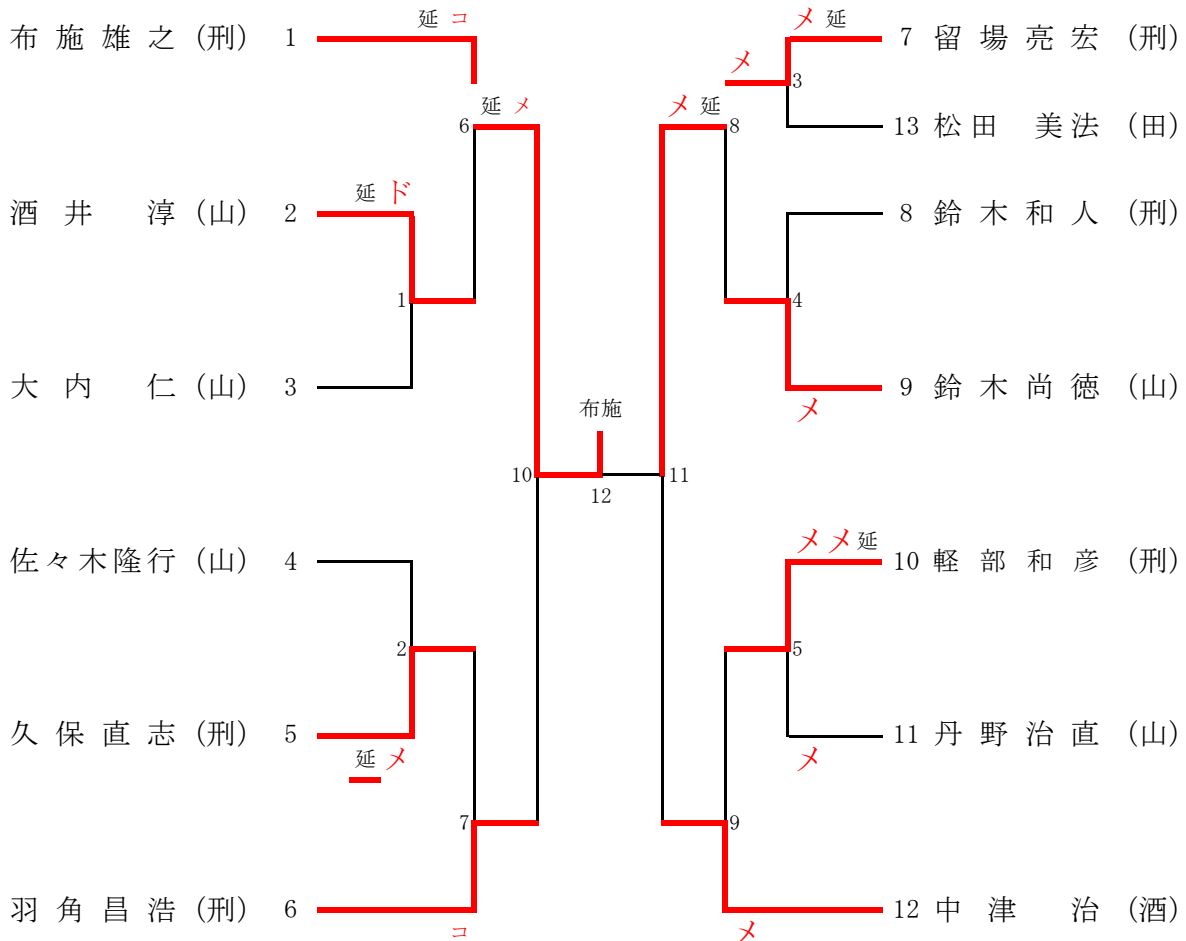 布施雄之(刑) 1
延 コ
メ 延
7 留場亮宏(刑)
メ
3
6
延 メ
メ 延
8
13 松田 美法(田)
酒井 淳(山) 2
延 ド
8 鈴木和人(刑)
1
4
大内 仁(山) 3
9 鈴木尚徳(山)
メ
布施
10
12
11
佐々木隆行(山) 4
メメ延
10 軽部和彦(刑)
2
5
久保直志(刑) 5
延 メ
11 丹野治直(山)
メ
7
9
羽角昌浩(刑) 6
コ
12 中津 治(酒)
メ